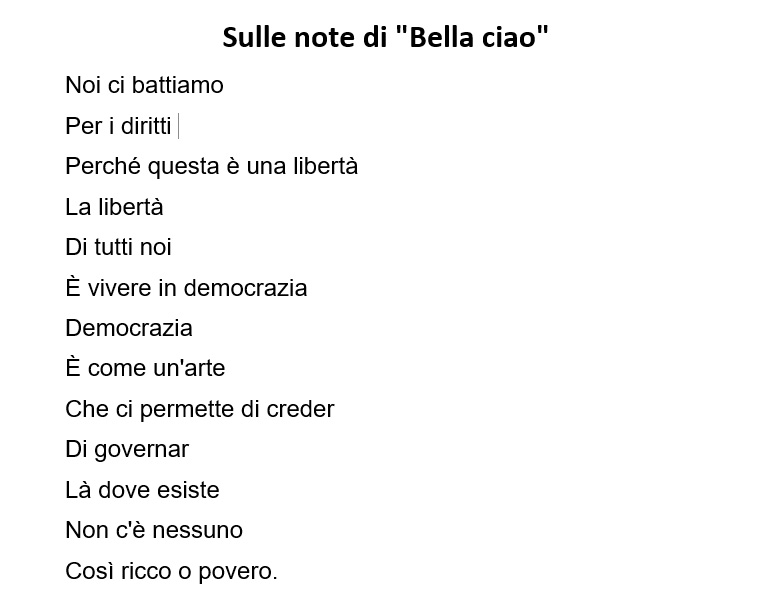 Sulle note di "Bella ciao"
Noi ci battiamo
Per i diritti
Perché questa è una libertà
La libertà
Di tutti noi
È vivere in democrazia
Democrazia
È come un'arte
Che ci permette di creder
Di governar
Là dove esiste
Non c'è nessuno
Così ricco o povero.